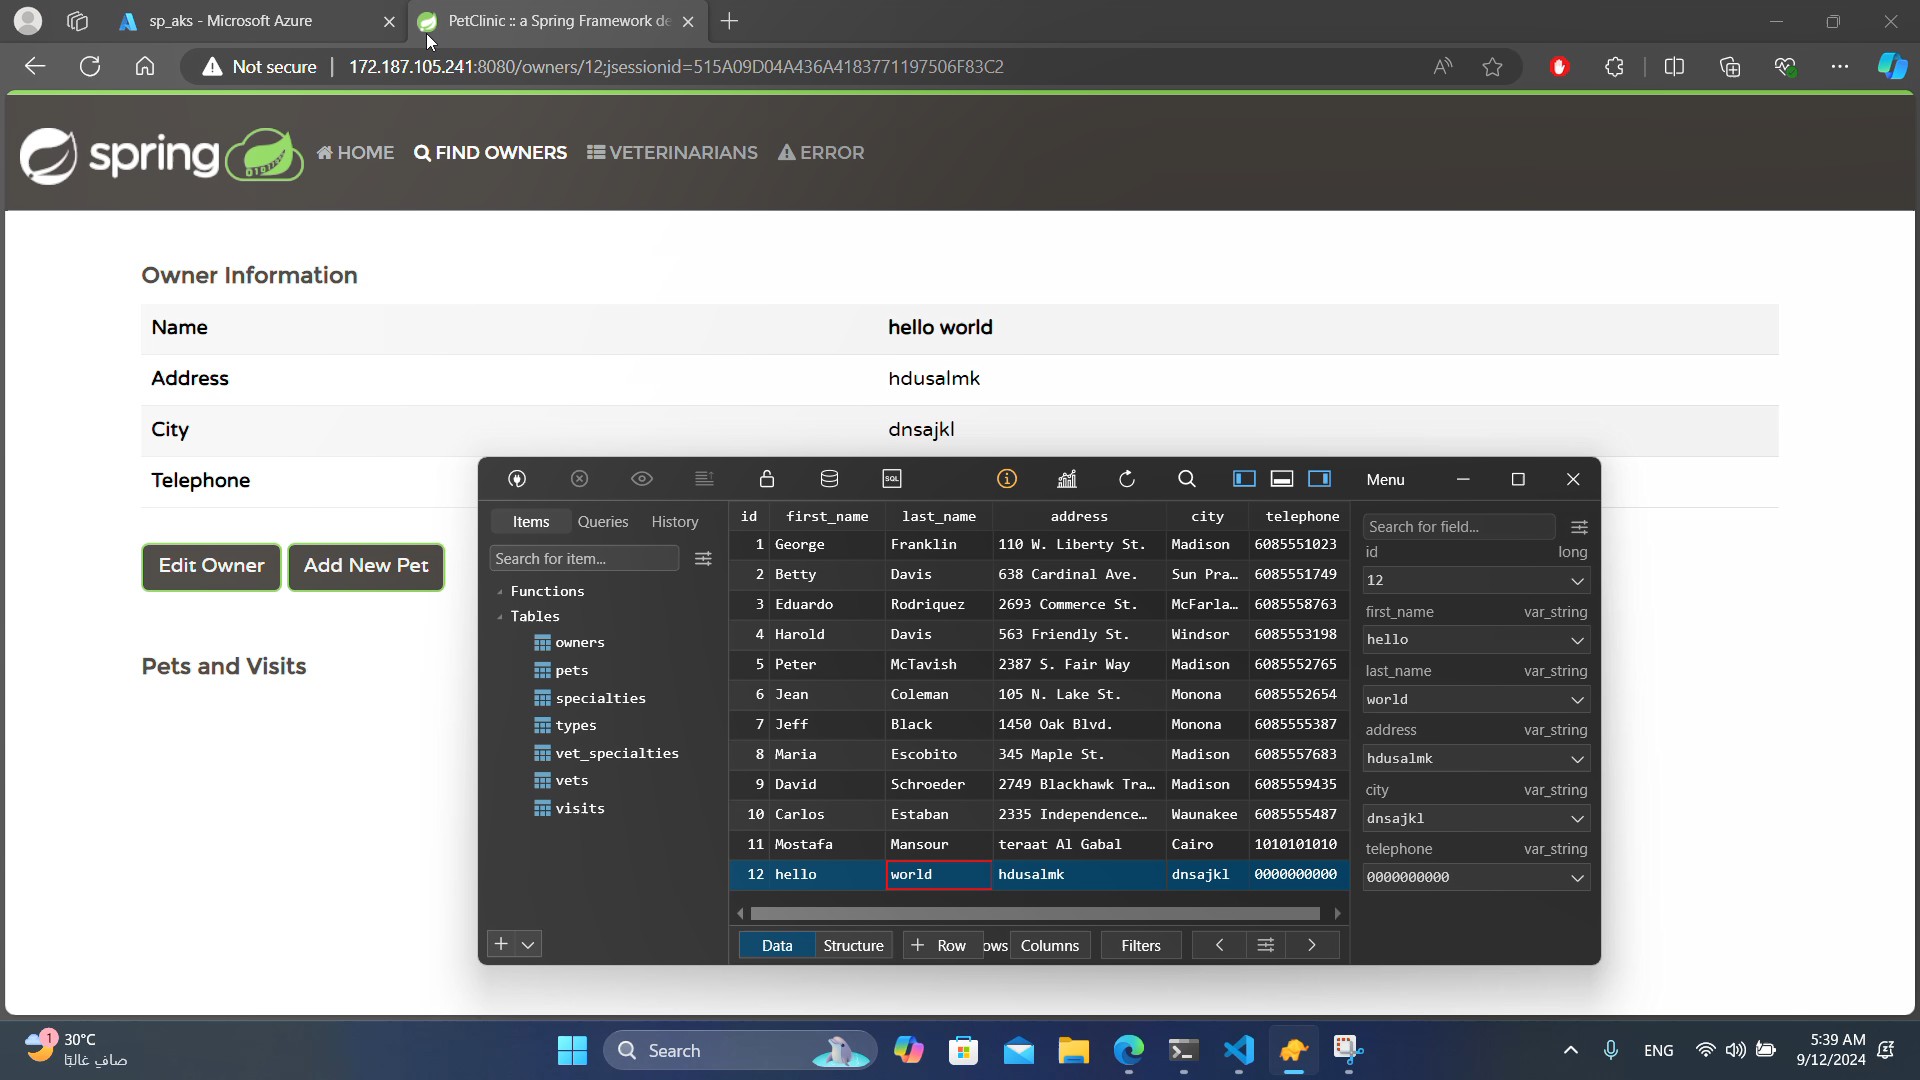 sp_aks - Microsoft Azure
PetClinic :: a Spring Framework de
Not secure
172.187.105.241:8080/owners/12;jsessionid=515A09D04A436A4183771197506F83C2
spring
HOME
FIND OWNERS
VETERINARIANS
ERROR
Owner Information
Name hello world
Address hdusalmk
City dnsajkl
Telephone
Edit Owner
Add New Pet
Pets and Visits
SQL
Menu
Items Queries History
Search for item...
Functions
Tables
owners
pets
specialties
types
vet_specialties
vets
visits
id first_name last_name address city telephone
1 George Franklin 110 W. Liberty St. Madison 6085551023
2 Betty Davis 638 Cardinal Ave. Sun Pra… 6085551749
3 Eduardo Rodriquez 2693 Commerce St. McFarla… 6085558763
4 Harold Davis 563 Friendly St. Windsor 6085553198
5 Peter McTavish 2387 S. Fair Way Madison 6085552765
6 Jean Coleman 105 N. Lake St. Monona 6085552654
7 Jeff Black 1450 Oak Blvd. Monona 6085555387
8 Maria Escobito 345 Maple St. Madison 6085557683
9 David Schroeder 2749 Blackhawk Tra… Madison 6085559435
10 Carlos Estaban 2335 Independence… Waunakee 6085555487
11 Mostafa Mansour teraat Al Gabal Cairo 1010101010
12 hello world hdusalmk dnsajkl 0000000000
Data Structure + Row ows Columns Filters
Search for field...
id long
12
first_name var_string
hello
last_name var_string
world
address var_string
hdusalmk
city var_string
dnsajkl
telephone var_string
0000000000
1
30°C
صافٍ غالبًا
Search
ENG
5:39 AM
9/12/2024